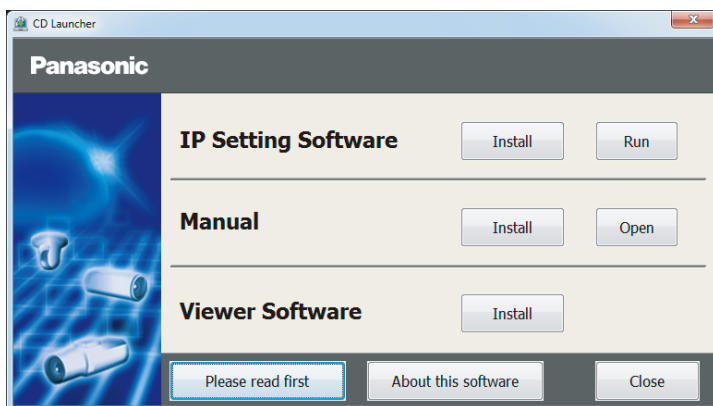 CD Launcher
Panasonic
IP Setting Software Install Run
Manual Install Open
Viewer Software Install
Please read first About this software Close